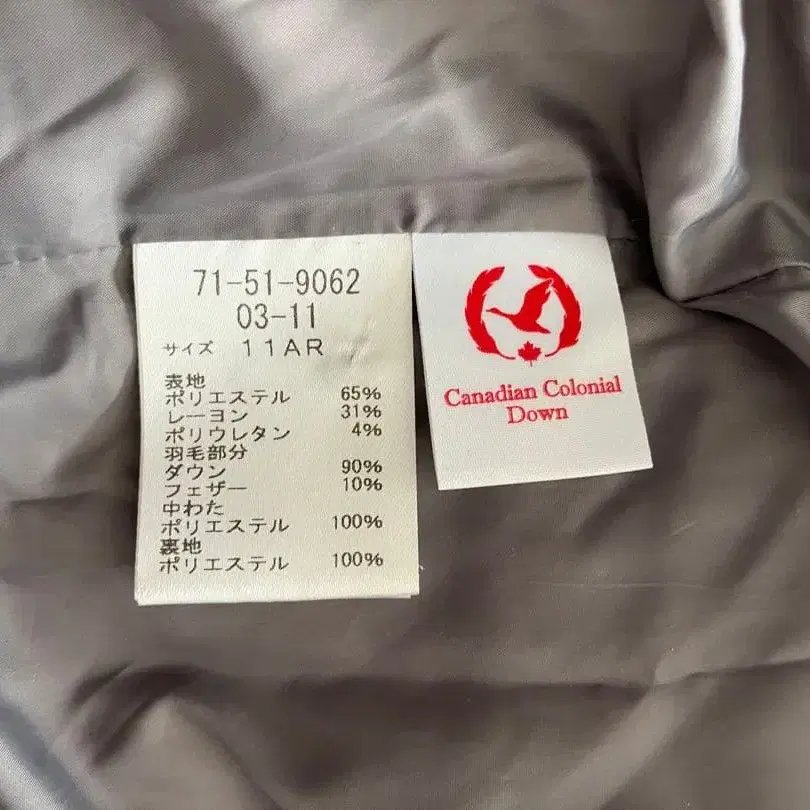 71-51-9062
03-11
サイズ 11AR
表地
ポリエステル 65%
レーヨン 31%
ポリウレタン 4%
羽毛部分
ダウン 90%
フェザー 10%
中わた
ポリエステル 100%
裏地
ポリエステル 100%
Canadian Colonial
Down